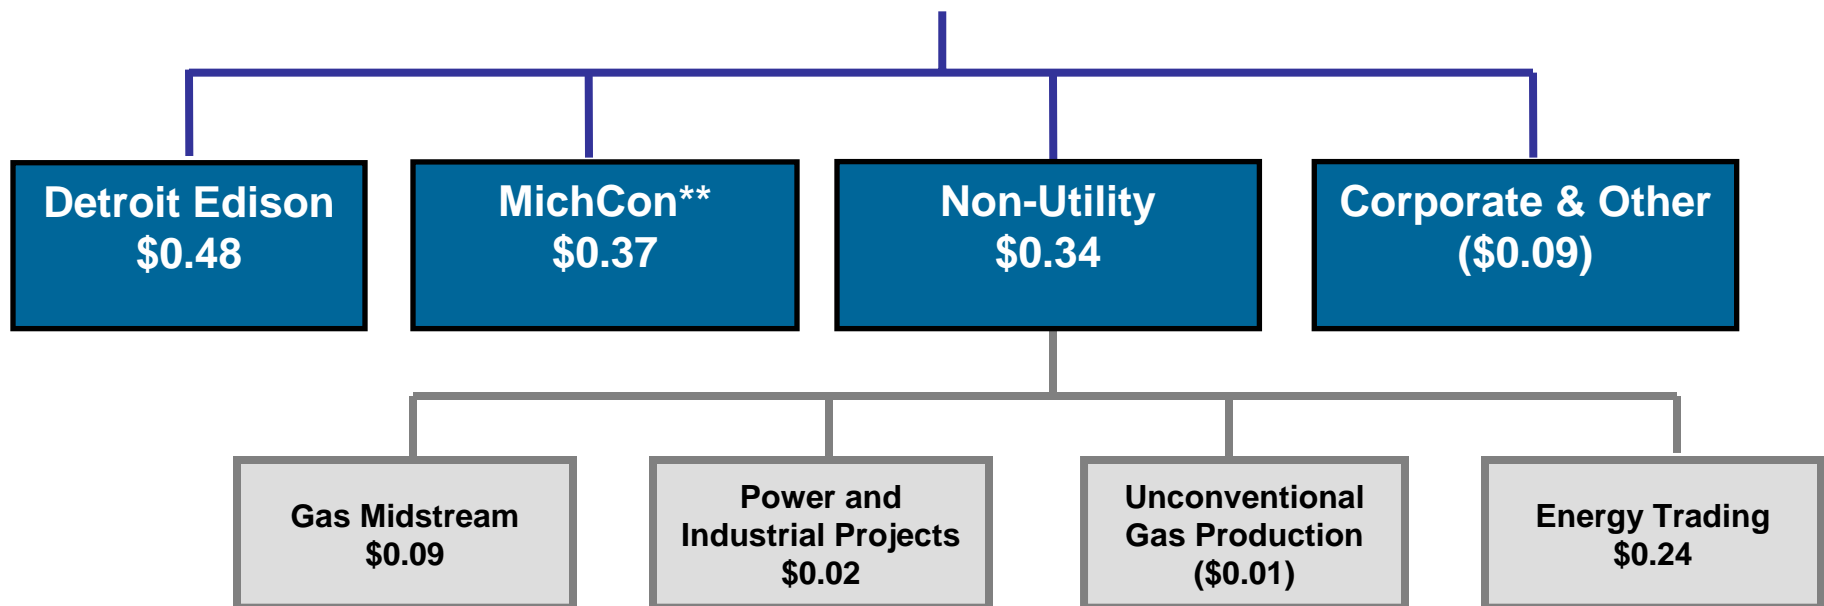 Detroit Edison
$0.48
MichCon**
$0.37
Non-Utility
$0.34
Corporate & Other
($0.09)
Gas Midstream
$0.09
Power and
Industrial Projects
$0.02
Unconventional
Gas Production
($0.01)
Energy Trading
$0.24